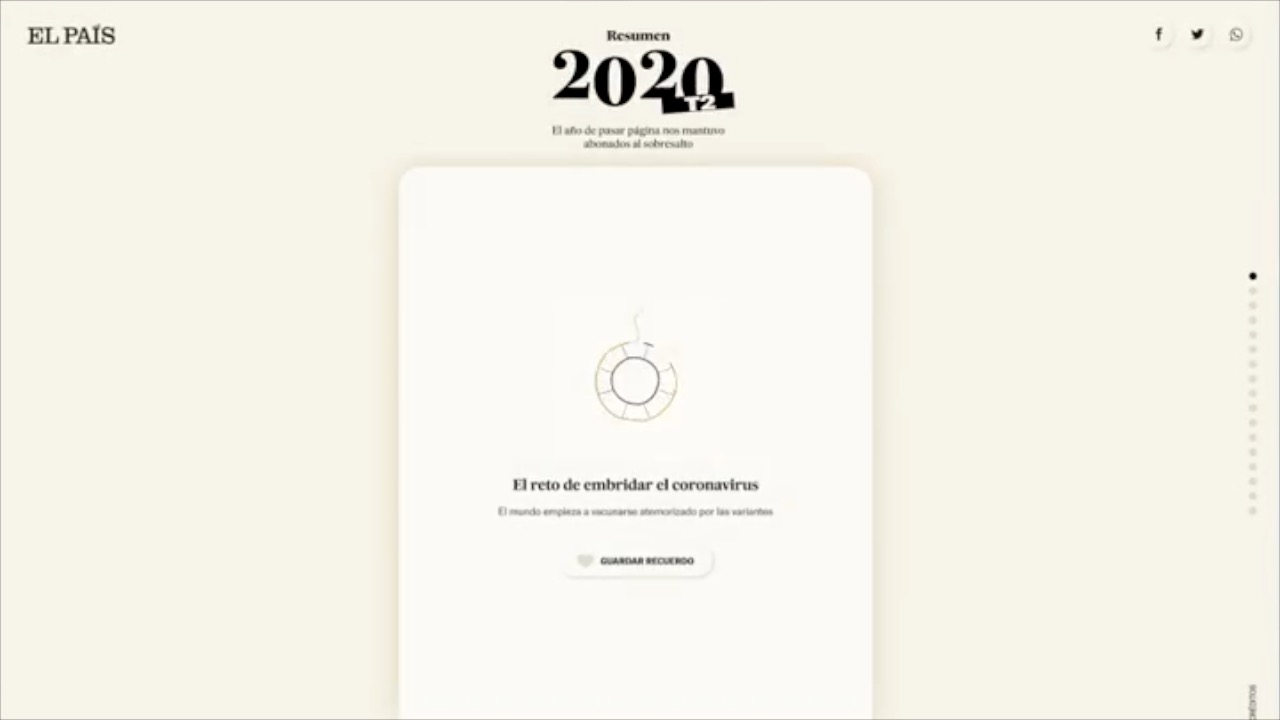 EL PAÍS
Resumen
2020
T2
El año de pasar página nos mantuvo
abonados al sobresalto
El reto de embridar el coronavirus
El mundo empieza a vacunarse atemorizado por las variantes
GUARDAR RECUERDO